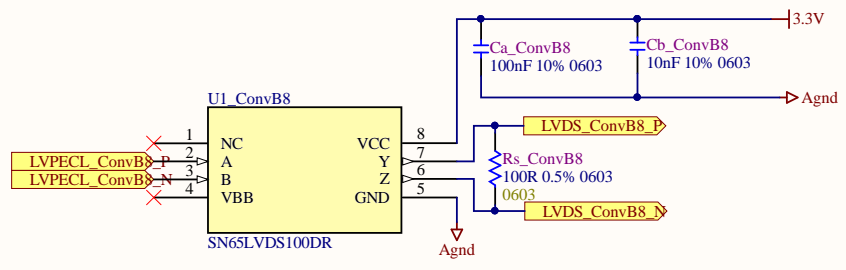 3.3V
Ca_ConvB8
100nF 10% 0603
Cb_ConvB8
10nF 10% 0603
Agnd
U1_ConvB8
1 NC VCC 8
LVPECL_ConvB8_P 2 A Y 7
LVPECL_ConvB8_N 3 B Z 6
4 VBB GND 5
SN65LVDS100DR
Agnd
LVDS_ConvB8_P
Rs_ConvB8
100R 0.5% 0603
0603
LVDS_ConvB8_N